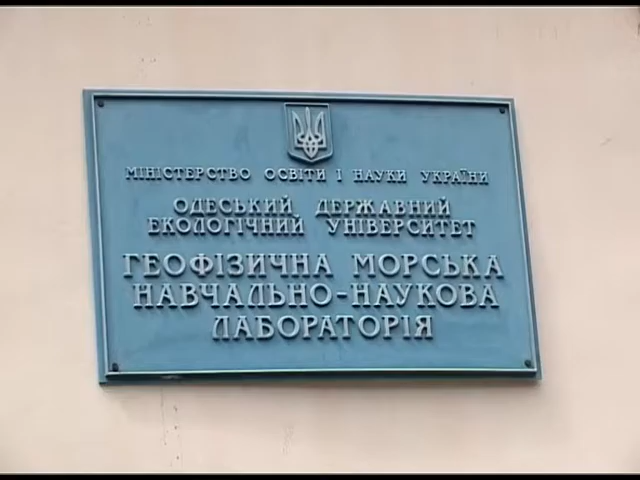 МІНІСТЕРСТВО ОСВІТИ І НАУКИ УКРАЇНИ
ОДЕСЬКИЙ ДЕРЖАВНИЙ
ЕКОЛОГІЧНИЙ УНІВЕРСИТЕТ
ГЕОФІЗИЧНА МОРСЬКА
НАВЧАЛЬНО-НАУКОВА
ЛАБОРАТОРІЯ